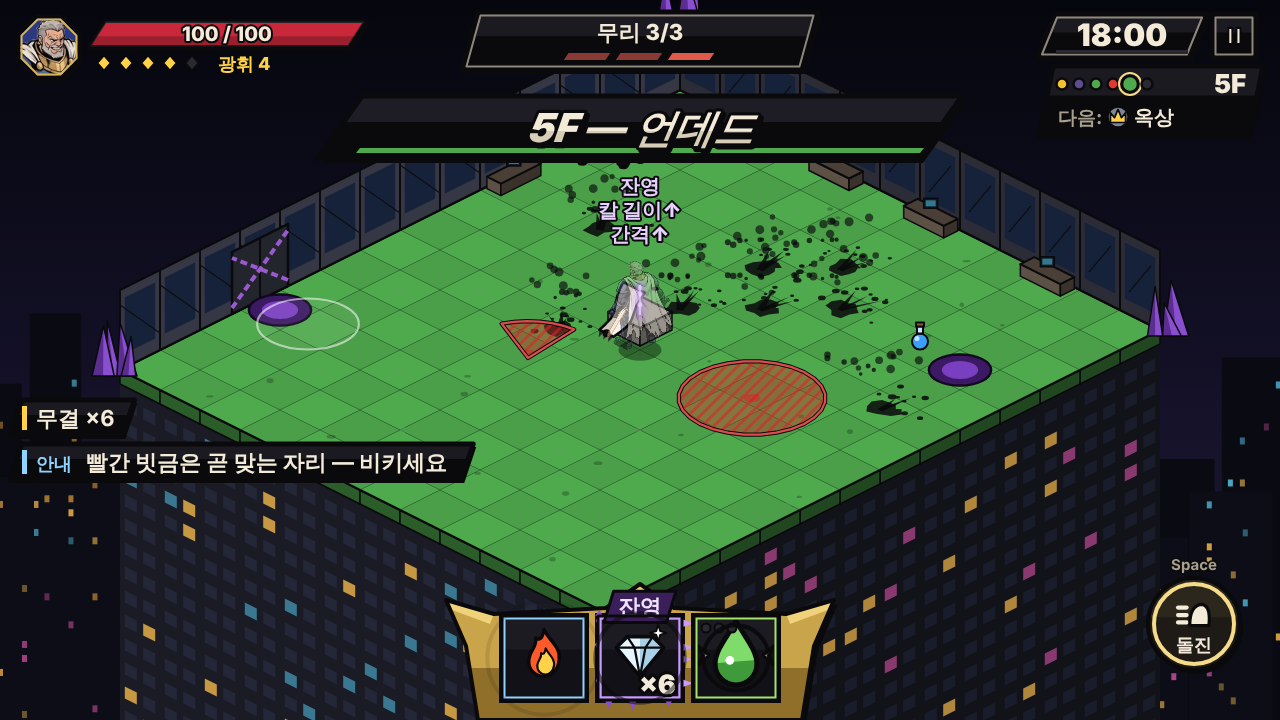 100 / 100
광휘 4
무리 3/3
18:00
5F
다음: 옥상
5F — 언데드
잔영
칼 길이↑
간격↑
무결 ×6
안내 빨간 빗금은 곧 맞는 자리 — 비키세요
Space
돌진
잔영
×6